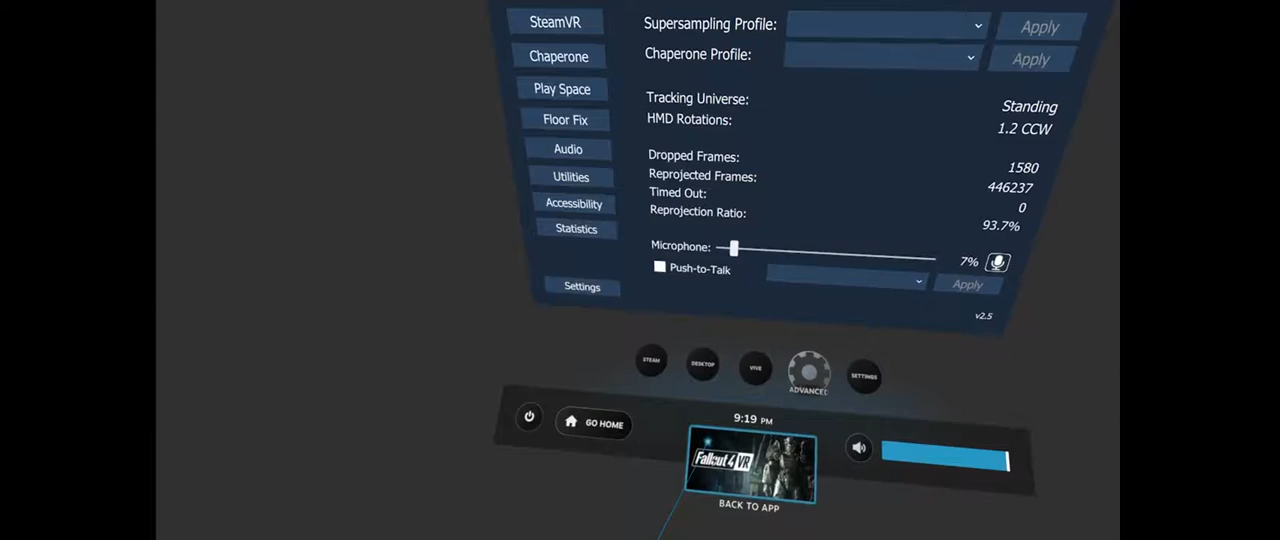 SteamVR
Supersampling Profile:
Apply
Chaperone
Chaperone Profile:
Apply
Play Space
Tracking Universe:
Standing
Floor Fix
HMD Rotations:
1.2 CCW
Audio
Dropped Frames:
1580
Utilities
Reprojected Frames:
446237
Timed Out:
0
Accessibility
Reprojection Ratio:
93.7%
Statistics
Microphone:
7%
Push-to-Talk
Apply
Settings
v2.5
STEAM
DESKTOP
VIVE
ADVANCED
SETTINGS
9:19 PM
GO HOME
Fallout 4 VR
BACK TO APP